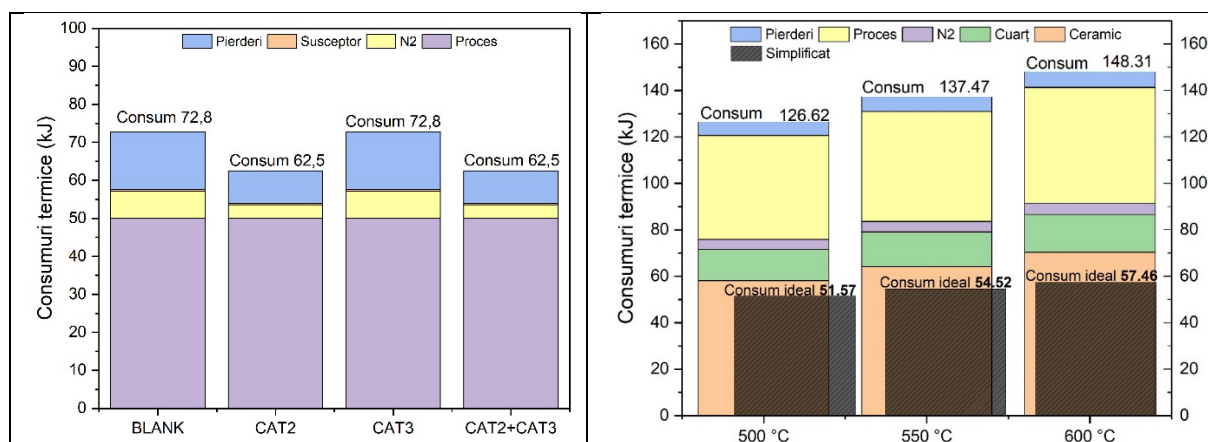 100
90
80
70
60
50
40
30
20
10
0
Consumuri termice (kJ)
Pierderi Susceptor N2 Proces
Consum 72,8
Consum 62,5
Consum 72,8
Consum 62,5
BLANK CAT2 CAT3 CAT2+CAT3
160
140
120
100
80
60
40
20
0
Consumuri termice (kJ)
Pierderi Proces N2 Cuarț Ceramic
Simplificat
Consum 126.62
Consum 137.47
Consum 148.31
Consum ideal 51.57
Consum ideal 54.52
Consum ideal 57.46
500 °C 550 °C 600 °C
160
140
120
100
80
60
40
20
0